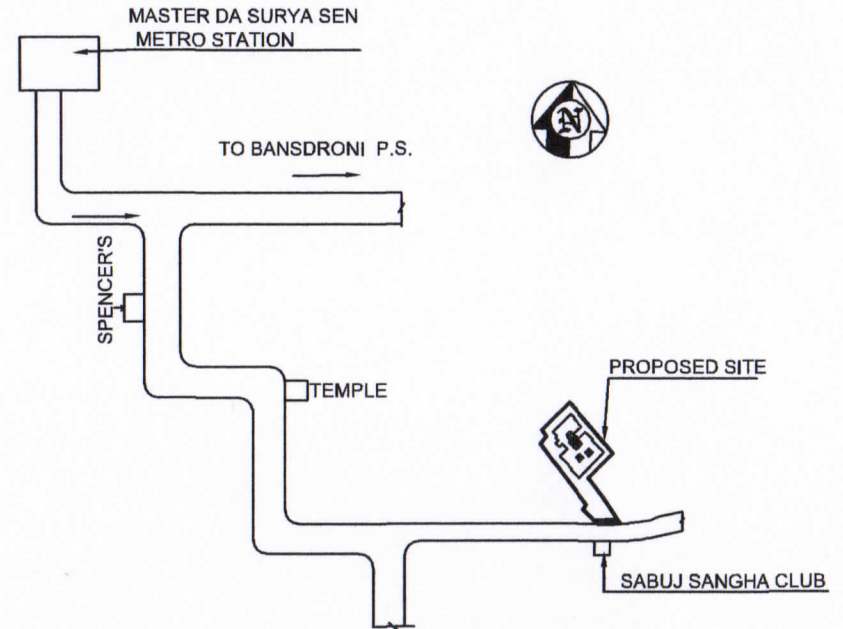 MASTER DA SURYA SEN
METRO STATION
N
TO BANSDRONI P.S.
SPENCER'S
TEMPLE
PROPOSED SITE
SABUJ SANGHA CLUB